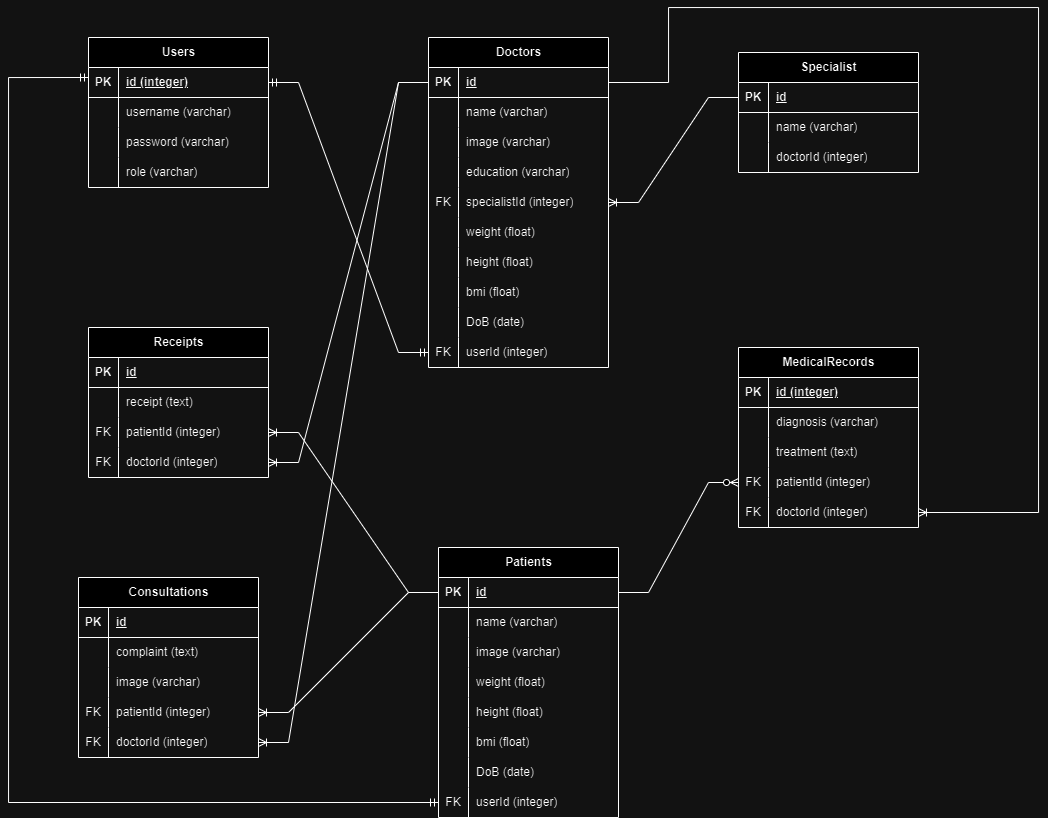 Users
PK id (integer)
username (varchar)
password (varchar)
role (varchar)
Doctors
PK id
name (varchar)
image (varchar)
education (varchar)
FK specialistId (integer)
weight (float)
height (float)
bmi (float)
DoB (date)
FK userId (integer)
Specialist
PK id
name (varchar)
doctorId (integer)
Receipts
PK id
receipt (text)
FK patientId (integer)
FK doctorId (integer)
MedicalRecords
PK id (integer)
diagnosis (varchar)
treatment (text)
FK patientId (integer)
FK doctorId (integer)
Consultations
PK id
complaint (text)
image (varchar)
FK patientId (integer)
FK doctorId (integer)
Patients
PK id
name (varchar)
image (varchar)
weight (float)
height (float)
bmi (float)
DoB (date)
FK userId (integer)